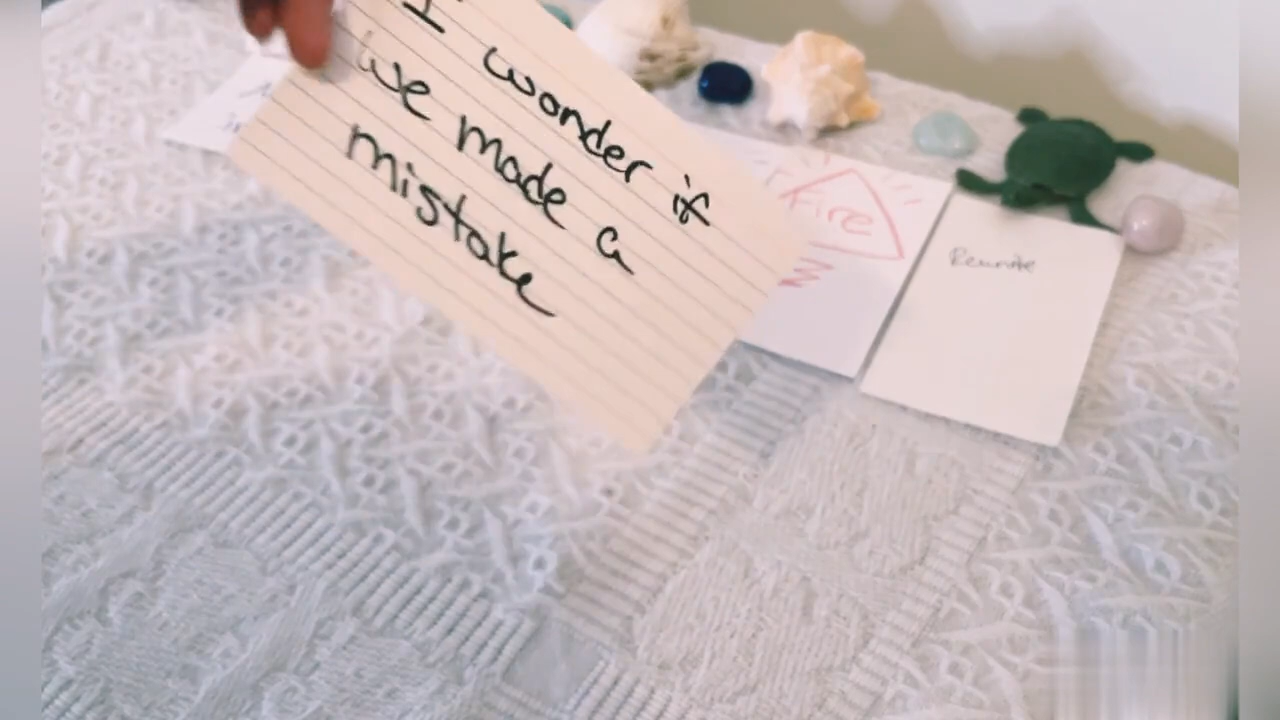 I wonder if
we made a
mistake
Fire
Reunite